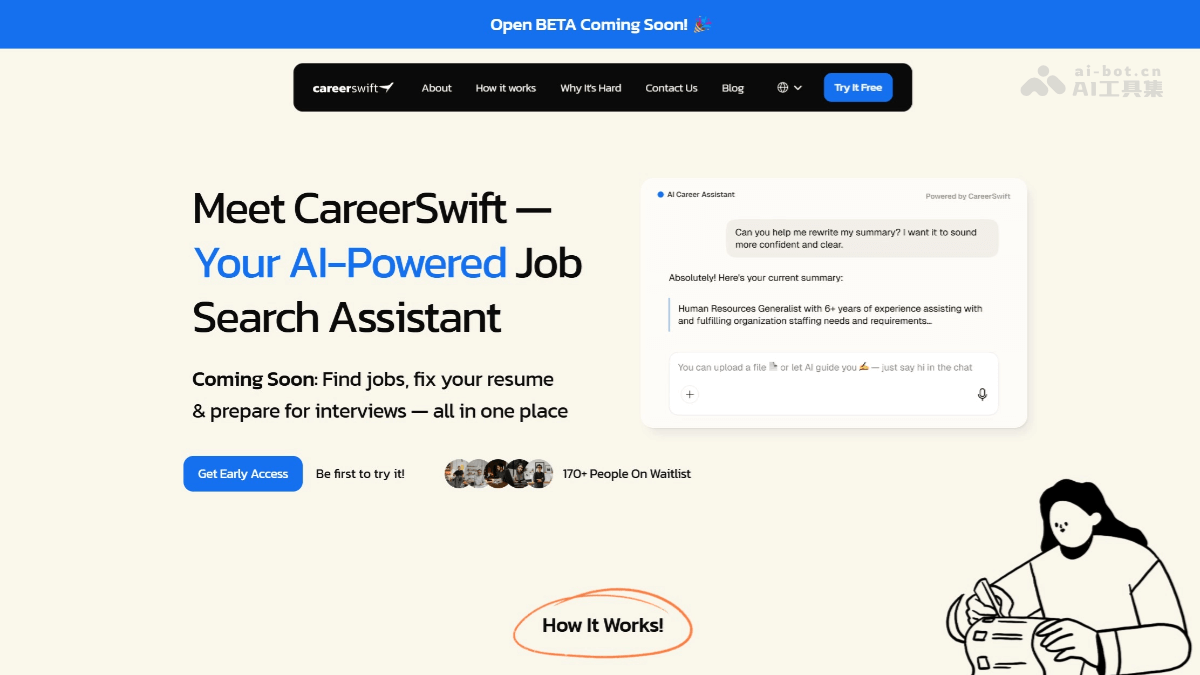 Open BETA Coming Soon! 🎉
careerswift
About
How it works
Why It's Hard
Contact Us
Blog
Try It Free
ai-bot.cn
AI工具集
Meet CareerSwift —
Your AI-Powered Job
Search Assistant
Coming Soon: Find jobs, fix your resume
& prepare for interviews — all in one place
Get Early Access
Be first to try it!
170+ People On Waitlist
AI Career Assistant
Powered by CareerSwift
Can you help me rewrite my summary? I want it to sound
more confident and clear.
Absolutely! Here's your current summary:
Human Resources Generalist with 6+ years of experience assisting with
and fulfilling organization staffing needs and requirements...
You can upload a file 📄 or let AI guide you ✍️ — just say hi in the chat
How It Works!